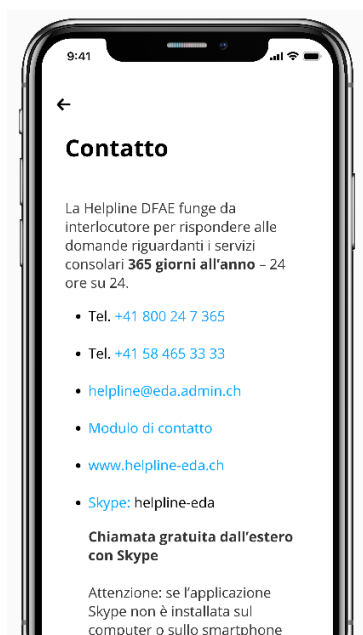 9:41
Contatto
La Helpline DFAE funge da
interlocutore per rispondere alle
domande riguardanti i servizi
consolari 365 giorni all’anno – 24
ore su 24.
• Tel. +41 800 24 7 365
• Tel. +41 58 465 33 33
• helpline@eda.admin.ch
• Modulo di contatto
• www.helpline-eda.ch
• Skype: helpline-eda
Chiamata gratuita dall’estero
con Skype
Attenzione: se l’applicazione
Skype non è installata sul
computer o sullo smartphone